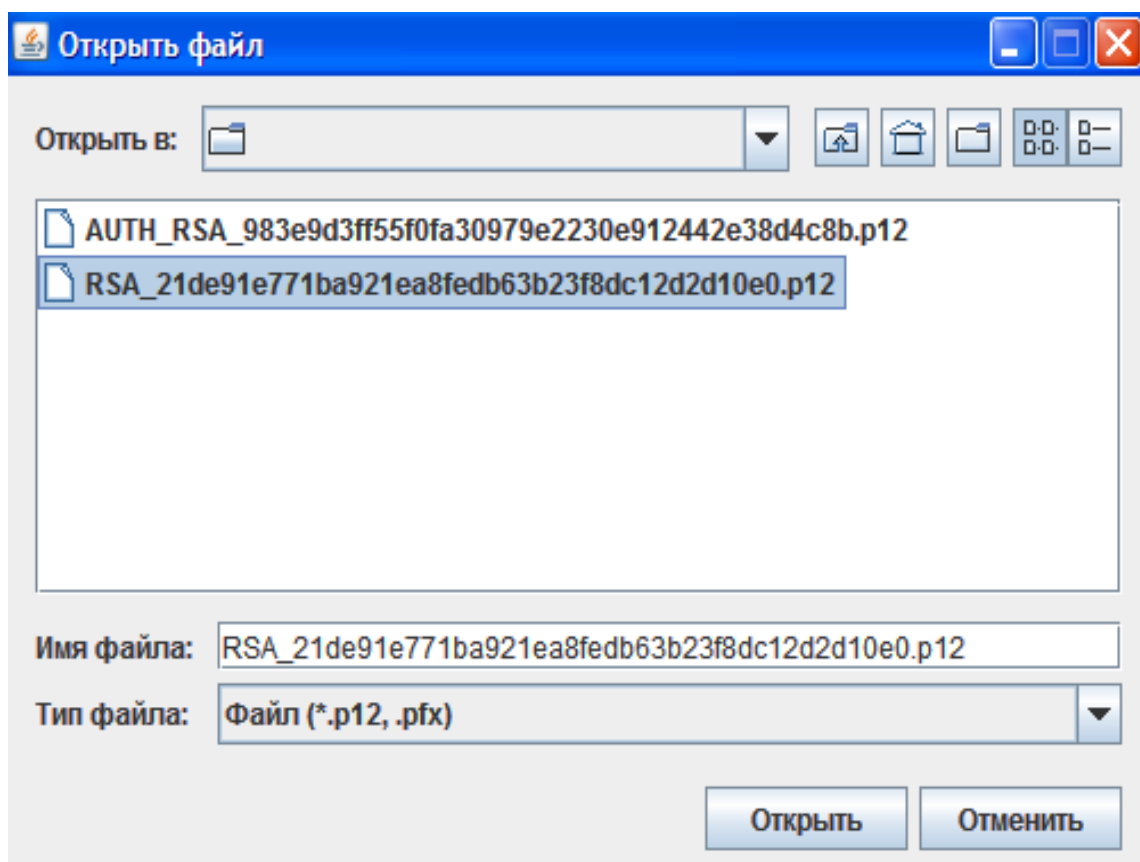 Открыть файл
Открыть в:
AUTH_RSA_983e9d3ff55f0fa30979e2230e912442e38d4c8b.p12
RSA_21de91e771ba921ea8fedb63b23f8dc12d2d10e0.p12
Имя файла: RSA_21de91e771ba921ea8fedb63b23f8dc12d2d10e0.p12
Тип файла: Файл (*.p12, .pfx)
Открыть Отменить